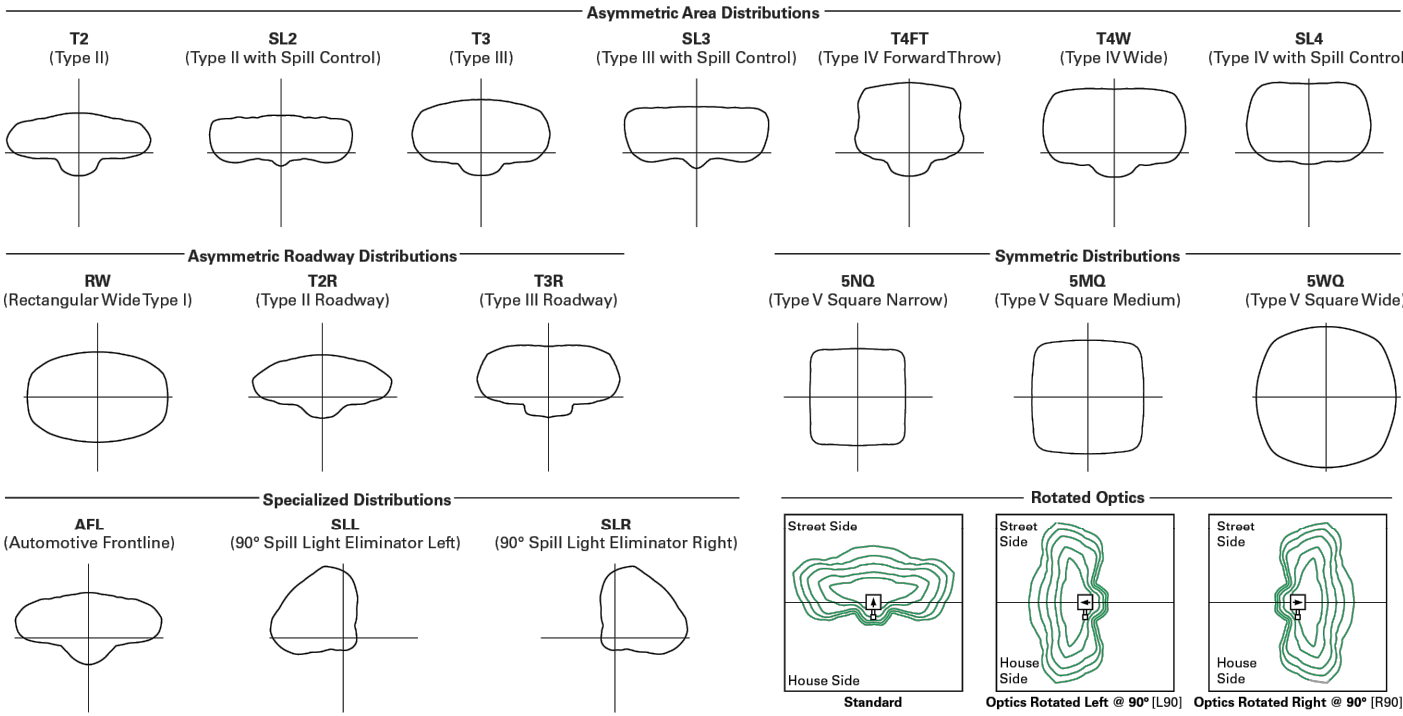 Asymmetric Area Distributions
T2
(Type II)
SL2
(Type II with Spill Control)
T3
(Type III)
SL3
(Type III with Spill Control)
T4FT
(Type IV Forward Throw)
T4W
(Type IV Wide)
SL4
(Type IV with Spill Control
Asymmetric Roadway Distributions
RW
(Rectangular Wide Type I)
T2R
(Type II Roadway)
T3R
(Type III Roadway)
Symmetric Distributions
5NQ
(Type V Square Narrow)
5MQ
(Type V Square Medium)
5WQ
(Type V Square Wide)
Specialized Distributions
AFL
(Automotive Frontline)
SLL
(90° Spill Light Eliminator Left)
SLR
(90° Spill Light Eliminator Right)
Rotated Optics
Street Side
House Side
Standard
Street
Side
House
Side
Optics Rotated Left @ 90° [L90]
Street
Side
House
Side
Optics Rotated Right @ 90° [R90]